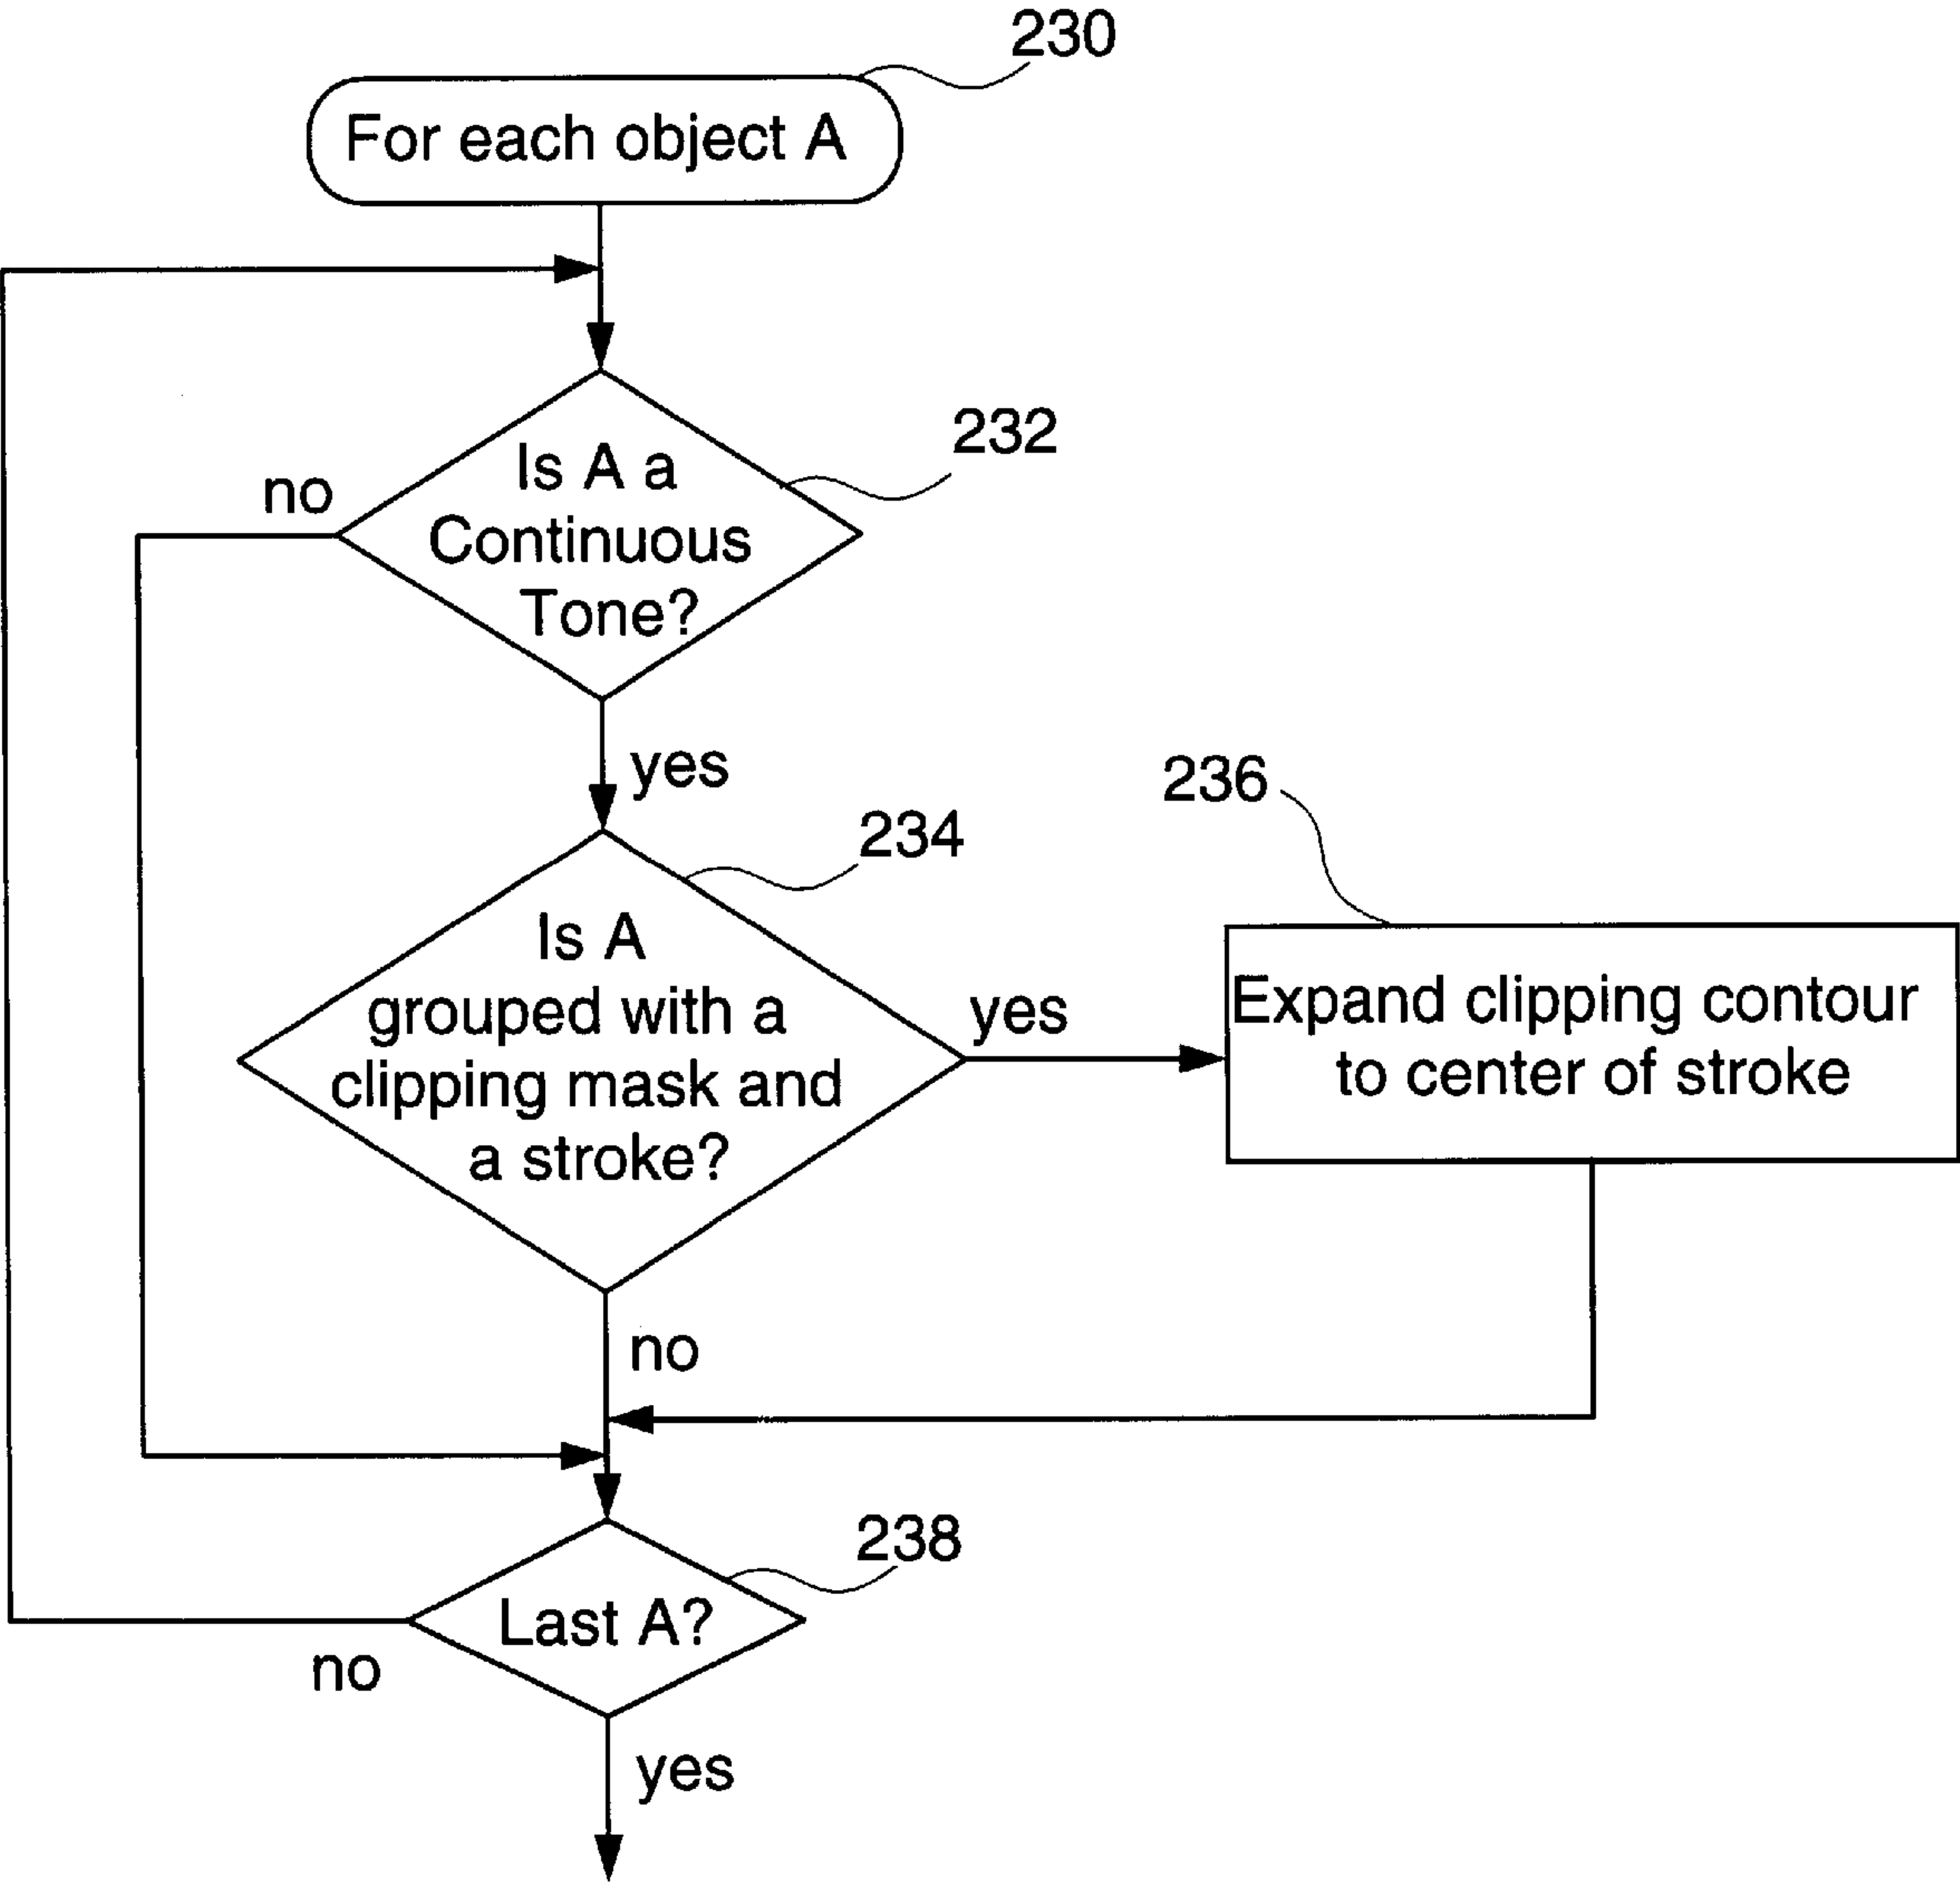 230
For each object A
232
no
Is A a
Continuous
Tone?
yes
236
234
Is A
grouped with a
clipping mask and
a stroke?
yes
Expand clipping contour
to center of stroke
no
238
Last A?
no
yes